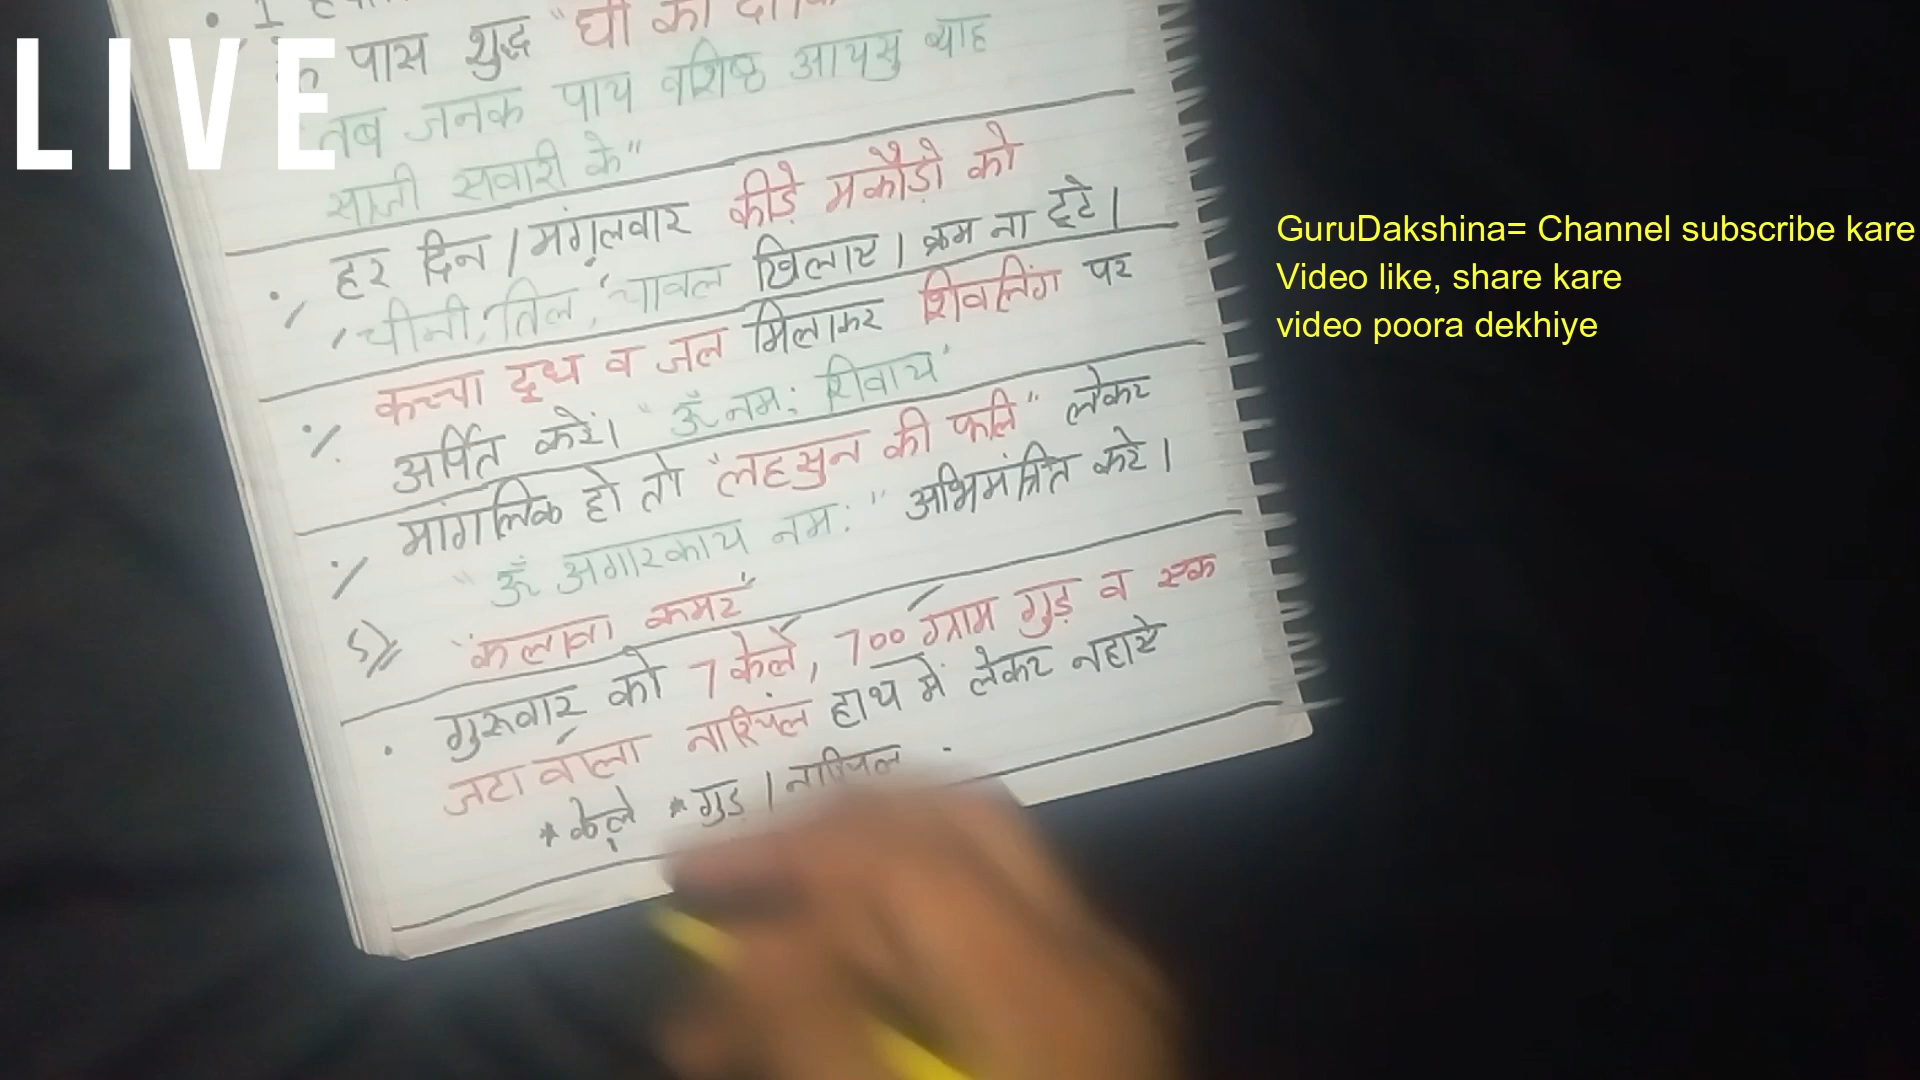 LIVE
के पास शुद्ध "घी का
तब जनक पाय वशिष्ठ आयसु ब्याह
साजी सवारी के"
हर दिन / मंगलवार कीड़े मकौड़ो को
चीनी, तिल, चावल खिलाए। क्रम ना टूटे।
कच्चा दूध व जल मिलाकर शिवलिंग पर
अर्पित करें। "ॐ नम: शिवाय"
मांगलिक हो तो "लहसुन की फलि" लेकर
"ॐ अगारकाय नम:" अभिमंत्रित करे।
5) "कलावा कमर"
गुरूवार को 7 केले, 700 ग्राम गुड़ व एक
जटा वाला नारियल हाथ में लेकर नहाये
* केले * गुड़ / नारियल
GuruDakshina= Channel subscribe kare
Video like, share kare
video poora dekhiye